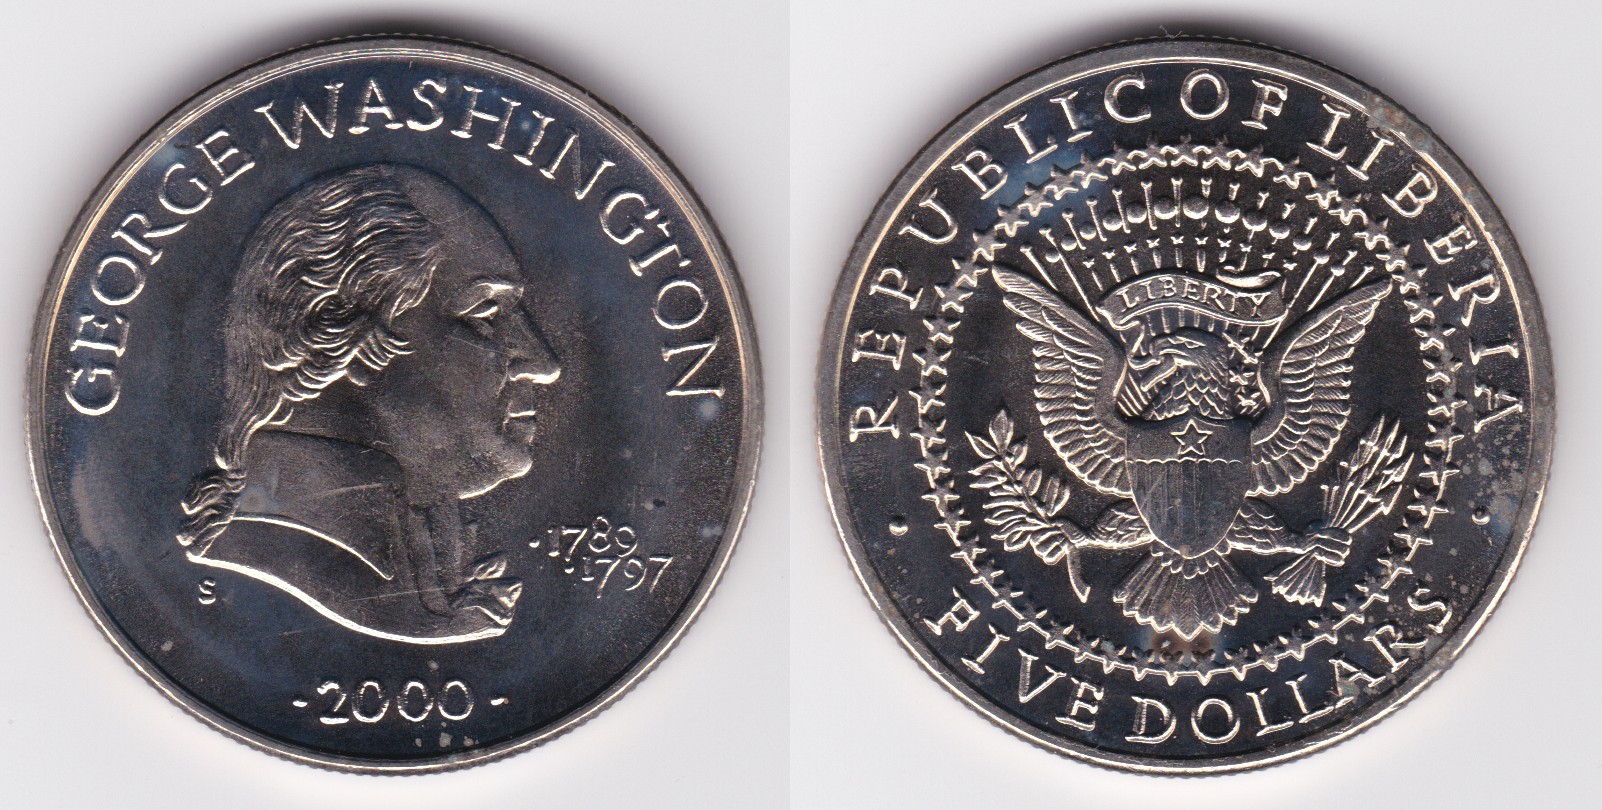 GEORGE WASHINGTON
·1789
·1797
S
·2000·
REPUBLIC OF LIBERIA
LIBERTY
· FIVE DOLLARS ·